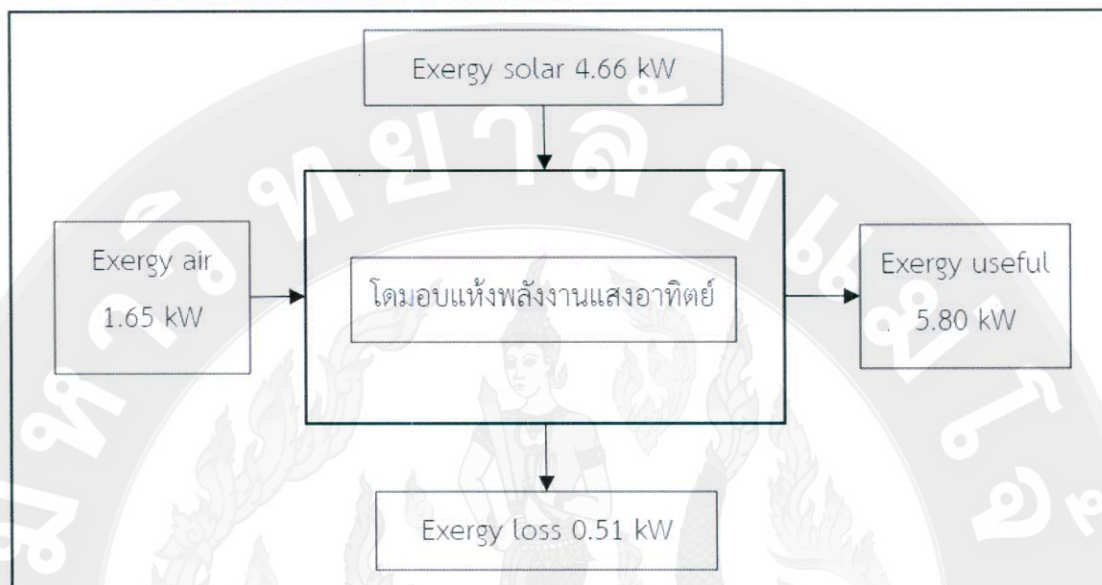 Exergy solar 4.66 kW
Exergy air
1.65 kW
โดมอบแห้งพลังงานแสงอาทิตย์
Exergy useful
5.80 kW
Exergy loss 0.51 kW